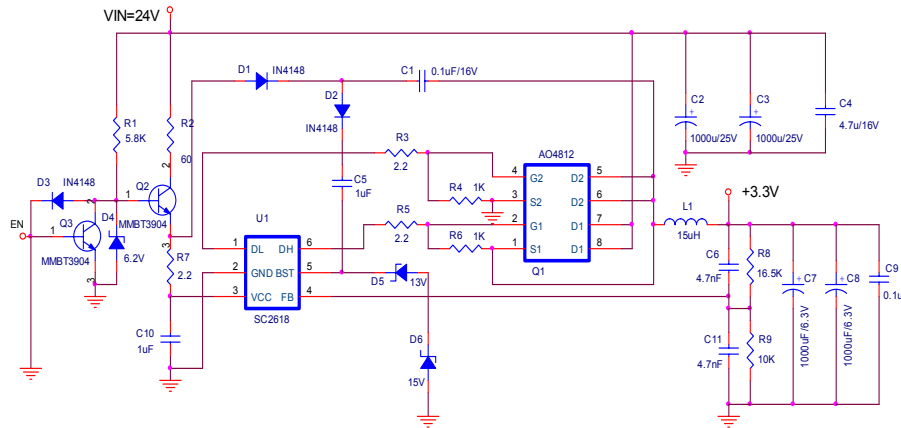 VIN=24V
D1 IN4148
C1 0.1uF/16V
D2
IN4148
R1
5.8K
R2
60
C2
1000u/25V
C3
1000u/25V
C4
4.7u/16V
R3
2.2
AO4812
4 G2 D2 5
3 S2 D2 6
2 G1 D1 7
1 S1 D1 8
Q1
R4 1K
C5
1uF
R5
2.2
R6 1K
D3 IN4148
EN
Q3
1
2
3
MMBT3904
D4
6.2V
Q2
1
2
3
MMBT3904
R7
2.2
U1
1 DL DH 6
2 GND BST 5
3 VCC FB 4
SC2618
D5
13V
D6
15V
C10
1uF
L1
15uH
+3.3V
C6
4.7nF
R8
16.5K
C7
1000uF/6.3V
C8
1000uF/6.3V
C9
0.1u
C11
4.7nF
R9
10K